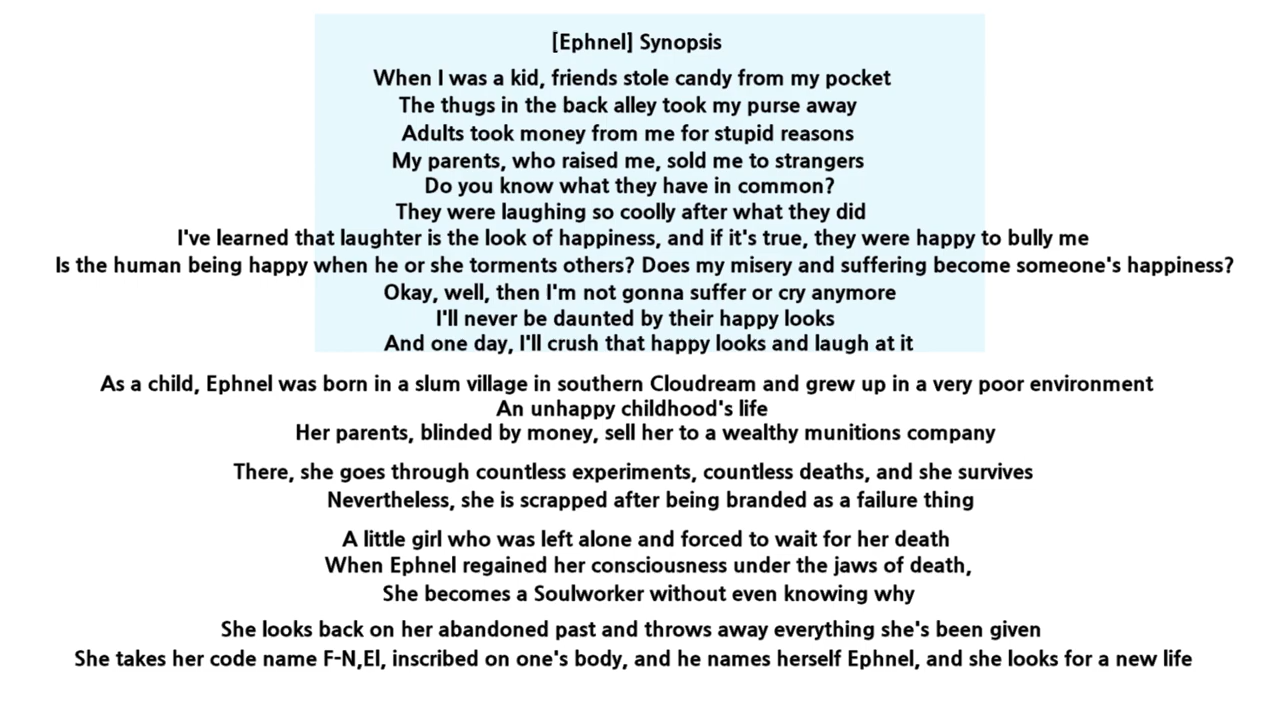 [Ephnel] Synopsis
When I was a kid, friends stole candy from my pocket
The thugs in the back alley took my purse away
Adults took money from me for stupid reasons
My parents, who raised me, sold me to strangers
Do you know what they have in common?
They were laughing so coolly after what they did
I've learned that laughter is the look of happiness, and if it's true, they were happy to bully me
Is the human being happy when he or she torments others? Does my misery and suffering become someone's happiness?
Okay, well, then I'm not gonna suffer or cry anymore
I'll never be daunted by their happy looks
And one day, I'll crush that happy looks and laugh at it
As a child, Ephnel was born in a slum village in southern Cloudream and grew up in a very poor environment
An unhappy childhood's life
Her parents, blinded by money, sell her to a wealthy munitions company
There, she goes through countless experiments, countless deaths, and she survives
Nevertheless, she is scrapped after being branded as a failure thing
A little girl who was left alone and forced to wait for her death
When Ephnel regained her consciousness under the jaws of death,
She becomes a Soulworker without even knowing why
She looks back on her abandoned past and throws away everything she's been given
She takes her code name F-N,El, inscribed on one's body, and he names herself Ephnel, and she looks for a new life